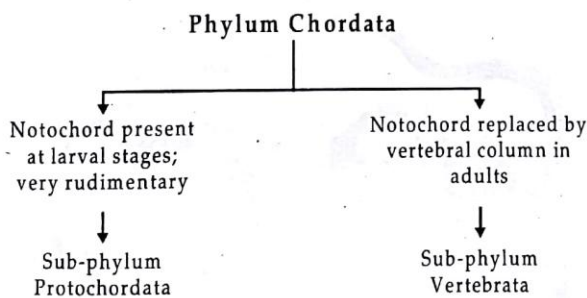 Phylum Chordata
Notochord present
at larval stages;
very rudimentary
Notochord replaced by
vertebral column in
adults
Sub-phylum
Protochordata
Sub-phylum
Vertebrata